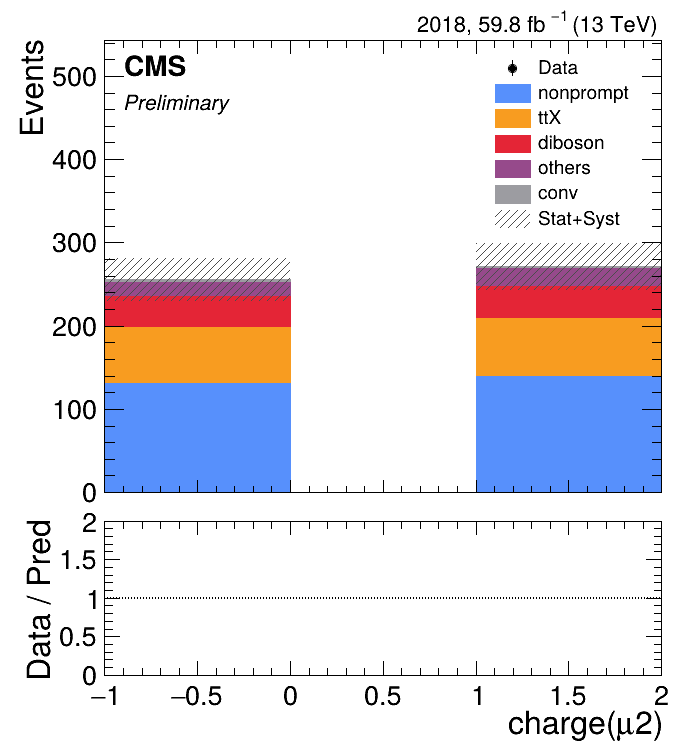 2018, 59.8 fb⁻¹ (13 TeV)
CMS
Preliminary
Events
500
400
300
200
100
0
Data
nonprompt
ttX
diboson
others
conv
Stat+Syst
Data / Pred
2
1.5
1
0.5
0
−1 −0.5 0 0.5 1 1.5 2
charge(μ2)